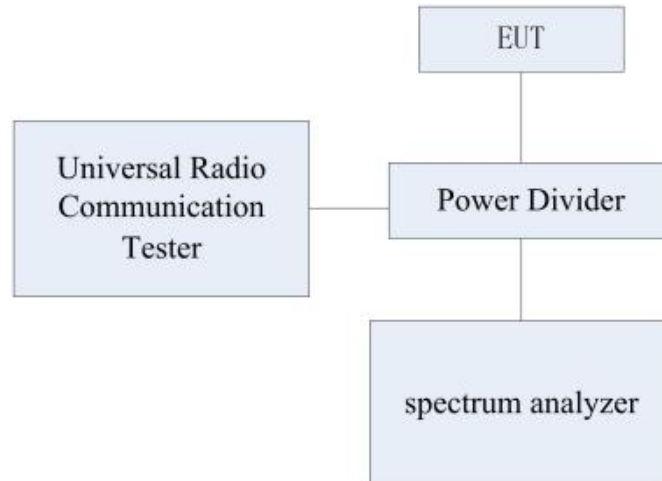 EUT
Universal Radio
Communication
Tester
Power Divider
spectrum analyzer